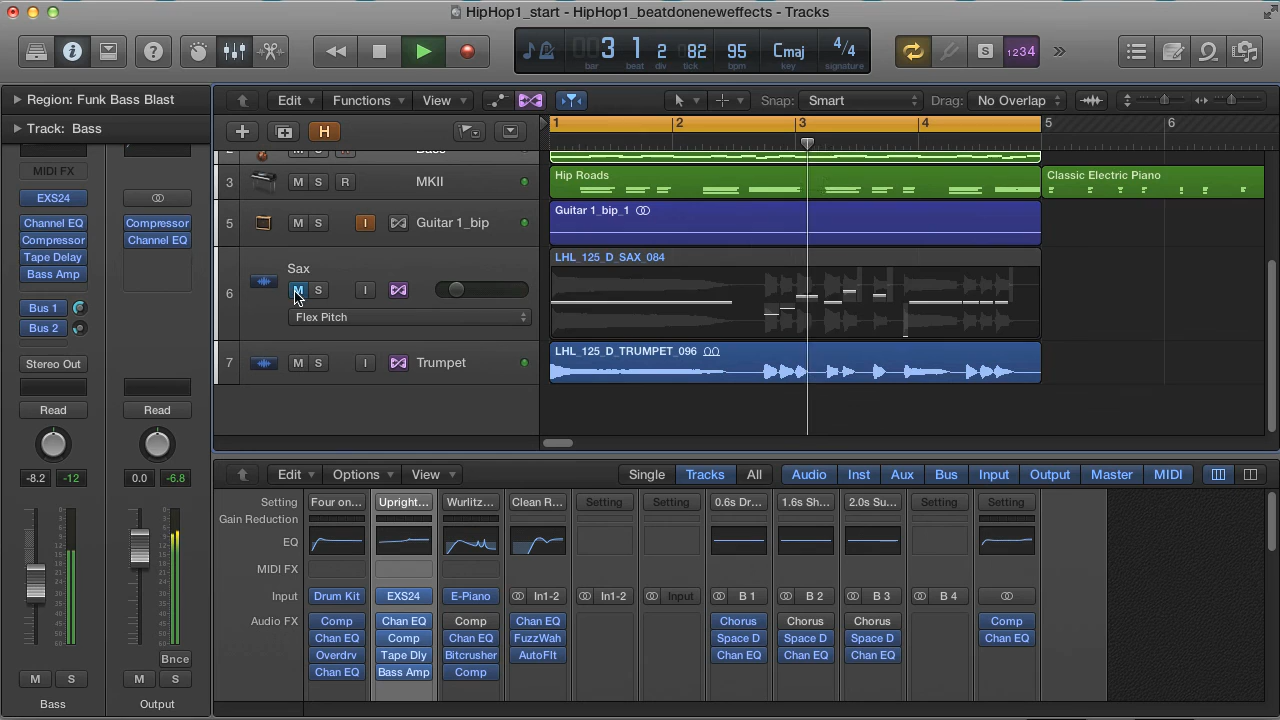 HipHop1_start - HipHop1_beatdoneneweffects - Tracks
3 1 2 82 95 Cmaj 4/4
bar beat div tick bpm key signature
S 1234
Region: Funk Bass Blast
Track: Bass
Edit Functions View Snap: Smart Drag: No Overlap
H
1 2 3 4 5 6
3 M S R MKII
Hip Roads Classic Electric Piano
5 M S I Guitar 1_bip
Guitar 1_bip_1
Sax
6 M S I
Flex Pitch
LHL_125_D_SAX_084
7 M S I Trumpet
LHL_125_D_TRUMPET_096
MIDI FX
EXS24
Channel EQ Compressor
Compressor Channel EQ
Tape Delay
Bass Amp
Bus 1
Bus 2
Stereo Out
Read Read
-8.2 -12 0.0 -6.8
Bnce
M S M S
Bass Output
Edit Options View Single Tracks All Audio Inst Aux Bus Input Output Master MIDI
Setting Four on... Upright... Wurlitz... Clean R... Setting Setting 0.6s Dr... 1.6s Sh... 2.0s Su... Setting Setting
Gain Reduction
EQ
MIDI FX
Input Drum Kit EXS24 E-Piano In1-2 In1-2 Input B 1 B 2 B 3 B 4
Audio FX Comp Chan EQ Comp Chan EQ Chorus Chorus Chorus Comp
Chan EQ Comp Chan EQ FuzzWah Space D Space D Space D Chan EQ
Overdrv Tape Dly Bitcrusher AutoFlt Chan EQ Chan EQ Chan EQ
Chan EQ Bass Amp Comp